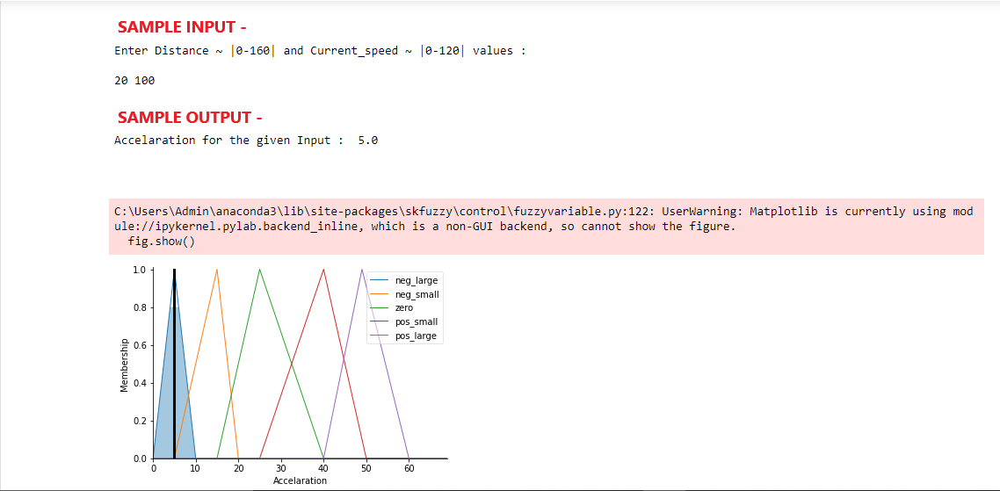 SAMPLE INPUT -
Enter Distance ~ |0-160| and Current_speed ~ |0-120| values :
20 100
SAMPLE OUTPUT -
Accelaration for the given Input :  5.0
C:\Users\Admin\anaconda3\lib\site-packages\skfuzzy\control\fuzzyvariable.py:122: UserWarning: Matplotlib is currently using mod
ule://ipykernel.pylab.backend_inline, which is a non-GUI backend, so cannot show the figure.
  fig.show()
1.0
0.8
0.6
0.4
0.2
0.0
Membership
neg_large
neg_small
zero
pos_small
pos_large
0 10 20 30 40 50 60
Accelaration